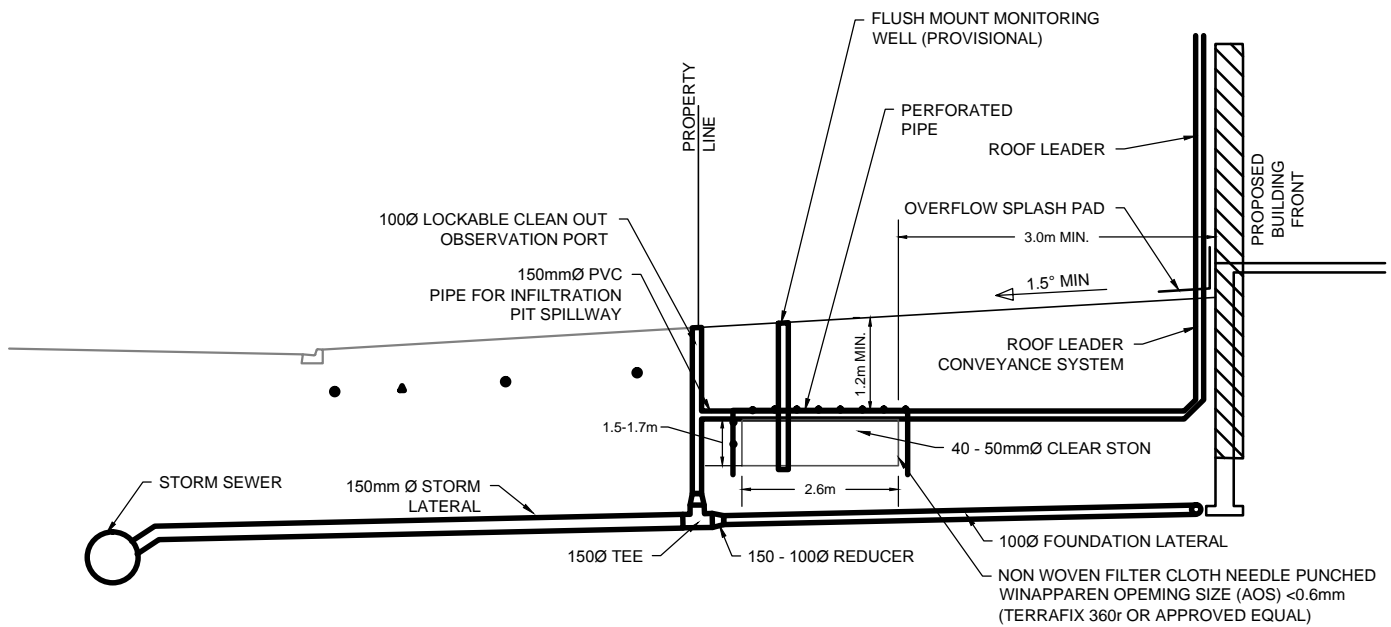 FLUSH MOUNT MONITORING
WELL (PROVISIONAL)
PROPERTY
LINE
PERFORATED
PIPE
ROOF LEADER
PROPOSED
BUILDING
FRONT
100Ø LOCKABLE CLEAN OUT
OBSERVATION PORT
OVERFLOW SPLASH PAD
3.0m MIN.
150mmØ PVC
PIPE FOR INFILTRATION
PIT SPILLWAY
1.5° MIN
1.2m MIN.
ROOF LEADER
CONVEYANCE SYSTEM
1.5-1.7m
40 - 50mmØ CLEAR STON
STORM SEWER
150mm Ø STORM
LATERAL
2.6m
150Ø TEE
150 - 100Ø REDUCER
100Ø FOUNDATION LATERAL
NON WOVEN FILTER CLOTH NEEDLE PUNCHED
WINAPPAREN OPEMING SIZE (AOS) <0.6mm
(TERRAFIX 360r OR APPROVED EQUAL)